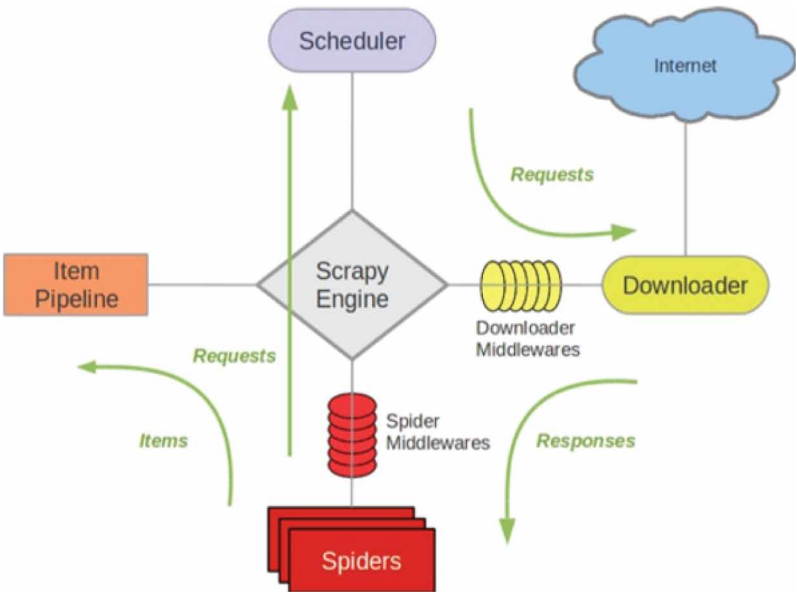 Scheduler
Internet
Requests
Item
Pipeline
Scrapy
Engine
Downloader
Downloader
Middlewares
Requests
Items
Spider
Middlewares
Responses
Spiders